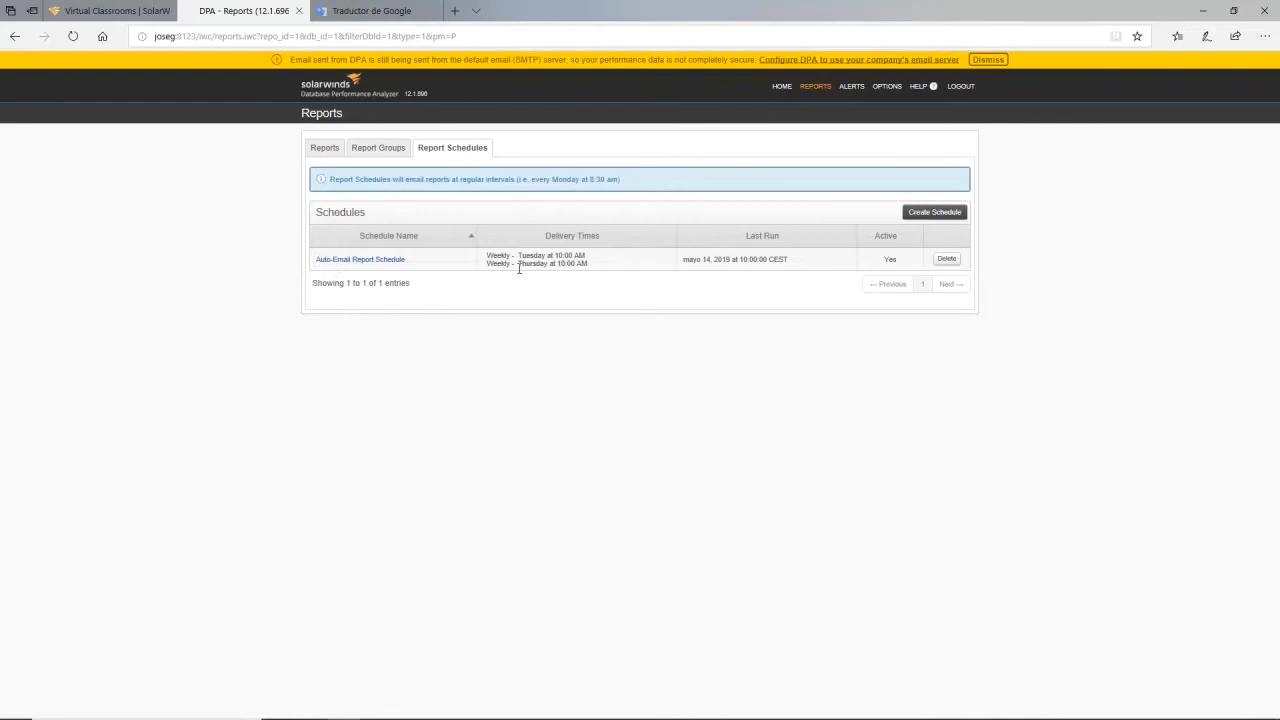 Virtual Classrooms | SolarW
DPA - Reports (12.1.696
Traductor de Google
joseg:8123/iwc/reports.iwc?repo_id=1&db_id=1&filterDbId=1&type=1&pm=P
Email sent from DPA is still being sent from the default email (SMTP) server, so your performance data is not completely secure. Configure DPA to use your company's email server Dismiss
solarwinds
Database Performance Analyzer 12.1.696
HOME REPORTS ALERTS OPTIONS HELP ? LOGOUT
Reports
Reports Report Groups Report Schedules
Report Schedules will email reports at regular intervals (i.e. every Monday at 8:30 am)
Schedules
Create Schedule
Schedule Name Delivery Times Last Run Active
Auto-Email Report Schedule
Weekly - Tuesday at 10:00 AM
Weekly - Thursday at 10:00 AM
mayo 14, 2019 at 10:00:00 CEST
Yes
Delete
Showing 1 to 1 of 1 entries
← Previous 1 Next →